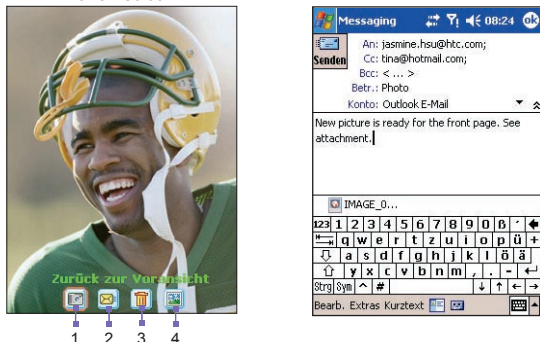 Zurück zur Voransicht
1 2 3 4
Messaging 08:24 ok
Senden
An: jasmine.hsu@htc.com;
Cc: tina@hotmail.com;
Bcc: < ... >
Betr.: Photo
Konto: Outlook E-Mail
New picture is ready for the front page. See
attachment.
IMAGE_0...
123 1 2 3 4 5 6 7 8 9 0 ß ´
q w e r t z u i o p ü +
a s d f g h j k l ö ä
y x c v b n m , . -
Strg Sym ^ # ↓ ↑ ← →
Bearb. Extras Kurztext